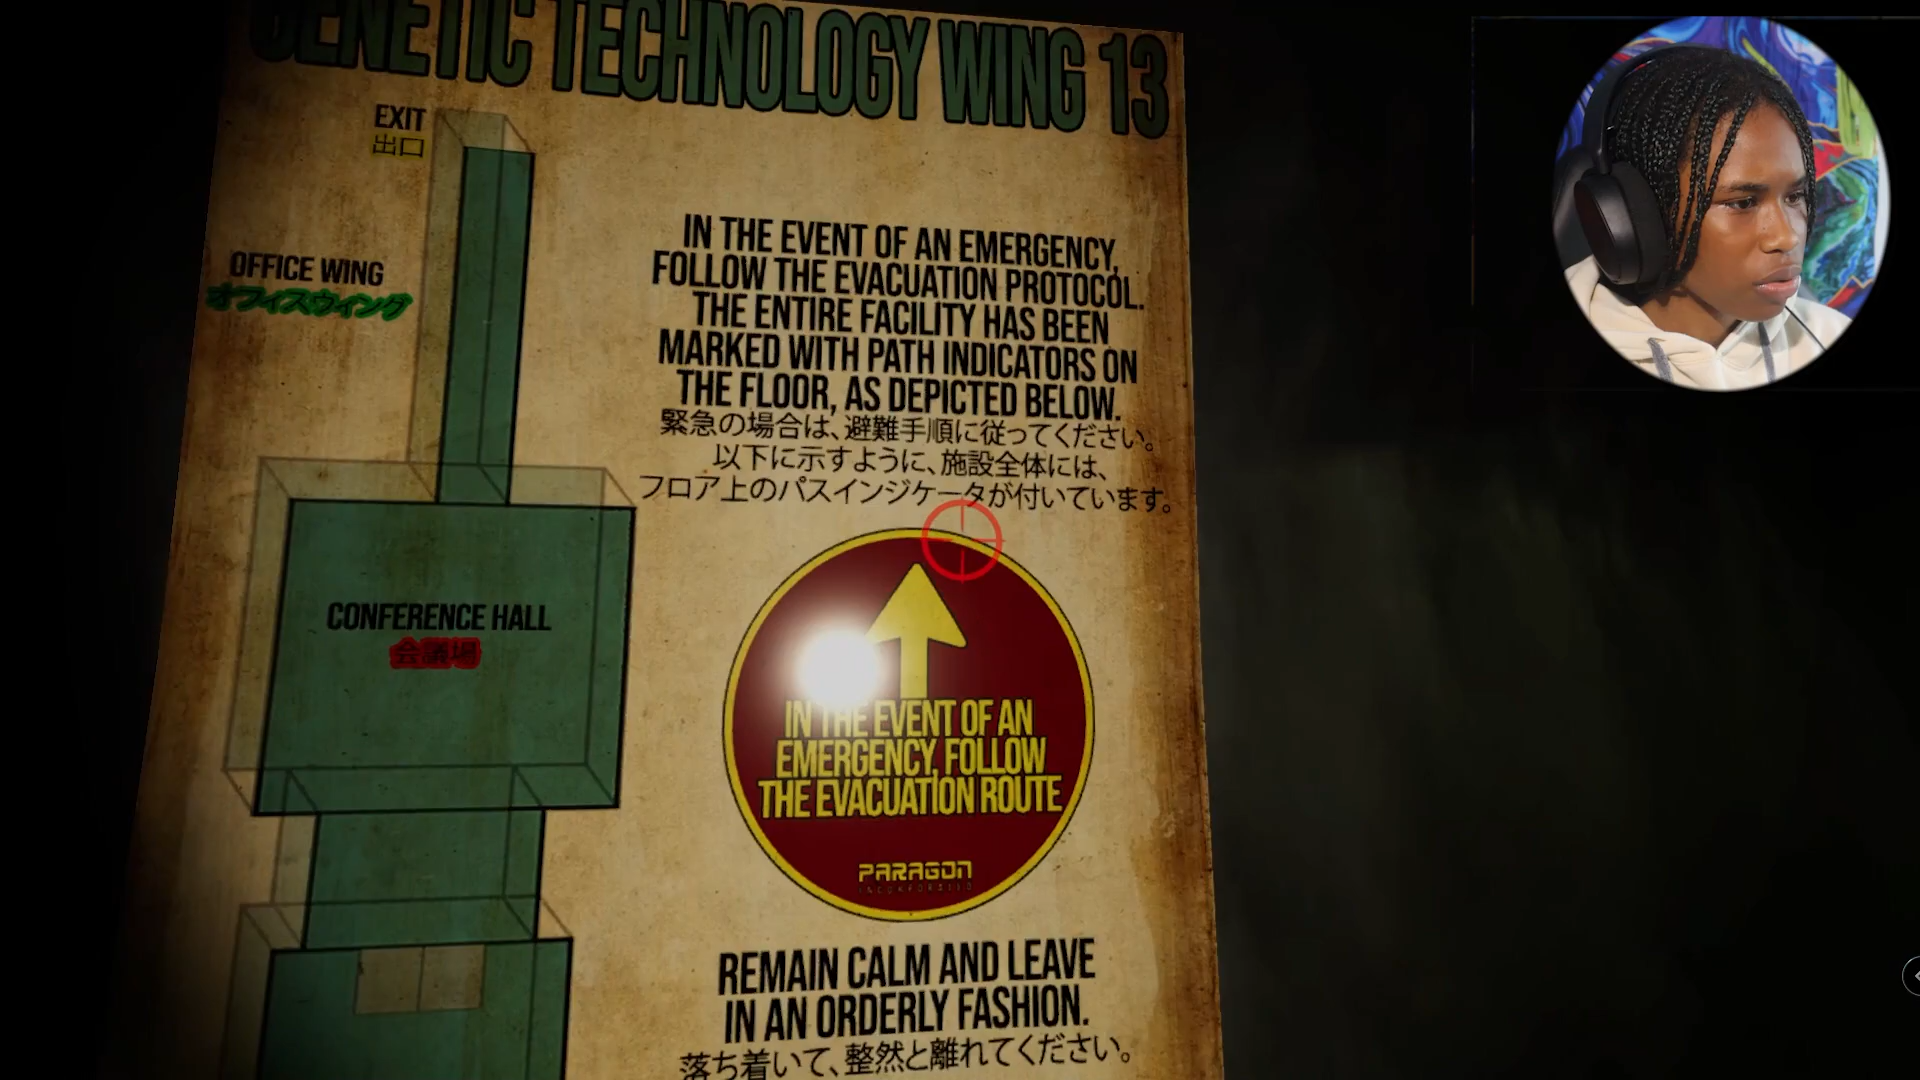 GENETIC TECHNOLOGY WING 13
EXIT
出口
OFFICE WING
オフィスウィング
CONFERENCE HALL
会議場
IN THE EVENT OF AN EMERGENCY,
FOLLOW THE EVACUATION PROTOCOL.
THE ENTIRE FACILITY HAS BEEN
MARKED WITH PATH INDICATORS ON
THE FLOOR, AS DEPICTED BELOW.
緊急の場合は、避難手順に従ってください。
以下に示すように、施設全体には、
フロア上のパスインジケータが付いています。
IN THE EVENT OF AN
EMERGENCY, FOLLOW
THE EVACUATION ROUTE
PARAGON
INCORPORATED
REMAIN CALM AND LEAVE
IN AN ORDERLY FASHION.
落ち着いて、整然と離れてください。